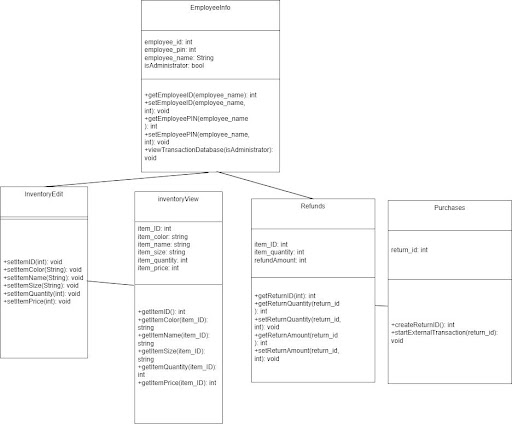 EmployeeInfo
employee_id: int
employee_pin: int
employee_name: String
isAdministrator: bool
+getEmployeeID(employee_name): int
+setEmployeeID(employee_name,
int): void
+getEmployeePIN(employee_name
): int
+setEmployeePIN(employee_name,
int): void
+viewTransactionDatabase(isAdministrator):
void
InventoryEdit
+setItemID(int): void
+setItemColor(String): void
+setItemName(String): void
+setItemSize(String): void
+setItemQuantity(int): void
+setItemPrice(int): void
inventoryView
item_ID: int
item_color: string
item_name: string
item_size: string
item_quantity: int
item_price: int
+getItemID(): int
+getItemColor(item_ID):
string
+getItemName(item_ID):
string
+getItemSize(item_ID):
string
+getItemQuantity(item_ID):
int
+getItemPrice(item_ID): int
Refunds
item_ID: int
item_quantity: int
refundAmount: int
+getReturnID(int): int
+getReturnQuantity(return_id
): int
+setReturnQuantity(return_id,
int): void
+getReturnAmount(return_id
): int
+setReturnAmount(return_id,
int): void
Purchases
return_id: int
+createReturnID(): int
+startExternalTransaction(return_id):
void